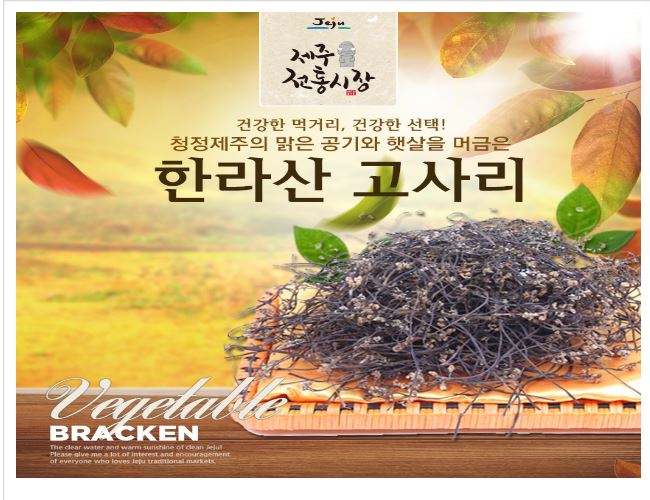 Jeju
제주
전통시장
건강한 먹거리, 건강한 선택!
청정제주의 맑은 공기와 햇살을 머금은
한라산 고사리
Vegetable
BRACKEN
The clear water and warm sunshine of clean Jeju!
Please give me a lot of interest and encouragement
of everyone who loves Jeju traditional markets.